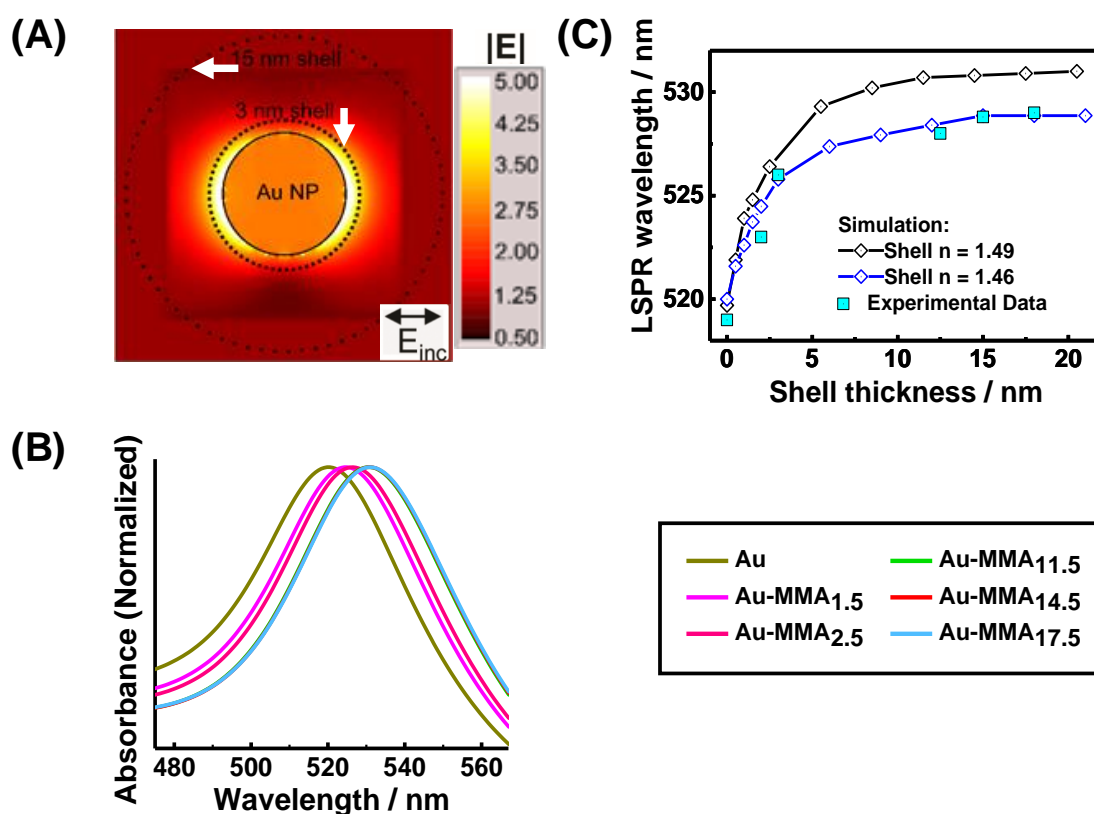 (A)
15 nm shell
3 nm shell
Au NP
E_inc
|E|
5.00
4.25
3.50
2.75
2.00
1.25
0.50
(C)
LSPR wavelength / nm
530
525
520
0 5 10 15 20
Shell thickness / nm
Simulation:
Shell n = 1.49
Shell n = 1.46
Experimental Data
(B)
Absorbance (Normalized)
480 500 520 540 560
Wavelength / nm
Au
Au-MMA1.5
Au-MMA2.5
Au-MMA11.5
Au-MMA14.5
Au-MMA17.5